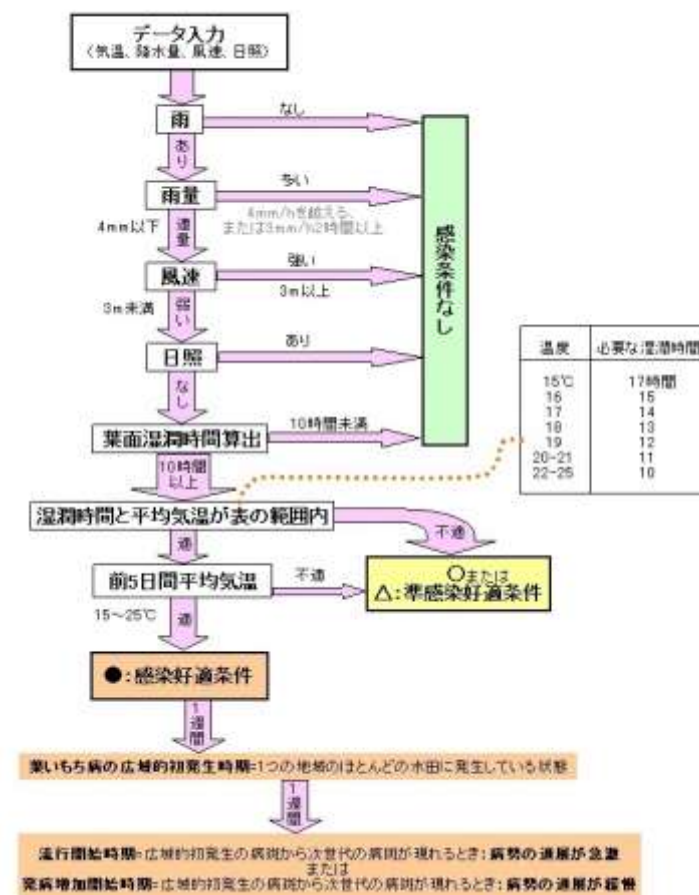 データ入力
（気温、降水量、風速、日照）
雨
なし
あり
雨量
多い
4mm/hを越える、
または3mm/h2時間以上
4mm以下
適量
風速
強い
3m以上
3m未満
弱い
日照
あり
なし
感染条件なし
葉面湿潤時間算出
10時間未満
10時間
以上
温度 必要な湿潤時間
15℃ 17時間
16 15
17 14
18 13
19 12
20-21 11
22-25 10
湿潤時間と平均気温が表の範囲内
不適
適
前5日間平均気温
不適
○または
△：準感染好適条件
15～25℃
適
●：感染好適条件
1週間
葉いもち病の広域的初発生時期=1つの地域のほとんどの水田に発生している状態
1週間
流行開始時期=広域的初発生の病斑から次世代の病斑が現れるとき；病勢の進展が急激
または
発病増加開始時期=広域的初発生の病斑から次世代の病斑が現れるとき；病勢の進展が緩慢